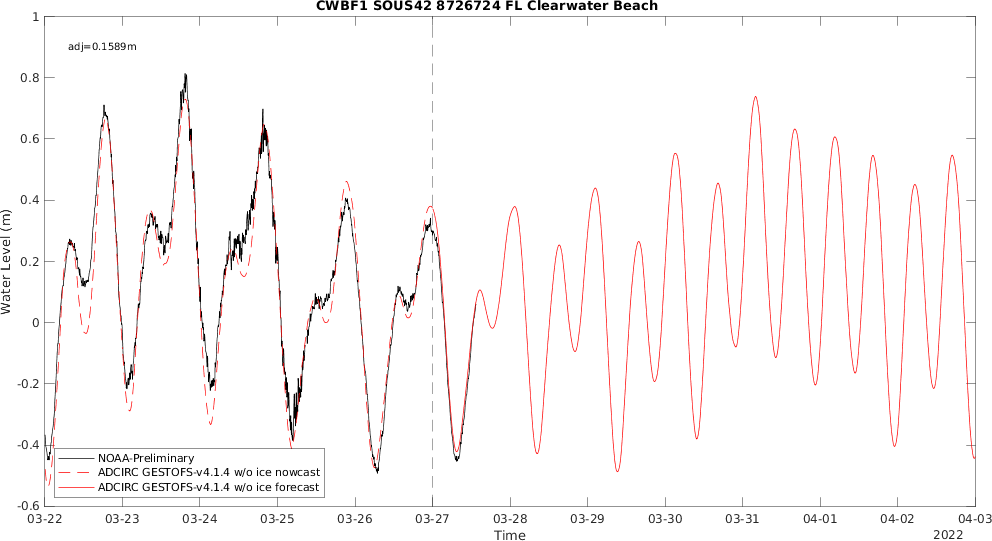 CWBF1 SOUS42 8726724 FL Clearwater Beach
adj=0.1589m
Water Level (m)
1
0.8
0.6
0.4
0.2
0
-0.2
-0.4
-0.6
NOAA-Preliminary
ADCIRC GESTOFS-v4.1.4 w/o ice nowcast
ADCIRC GESTOFS-v4.1.4 w/o ice forecast
03-22 03-23 03-24 03-25 03-26 03-27 03-28 03-29 03-30 03-31 04-01 04-02 04-03
Time
2022